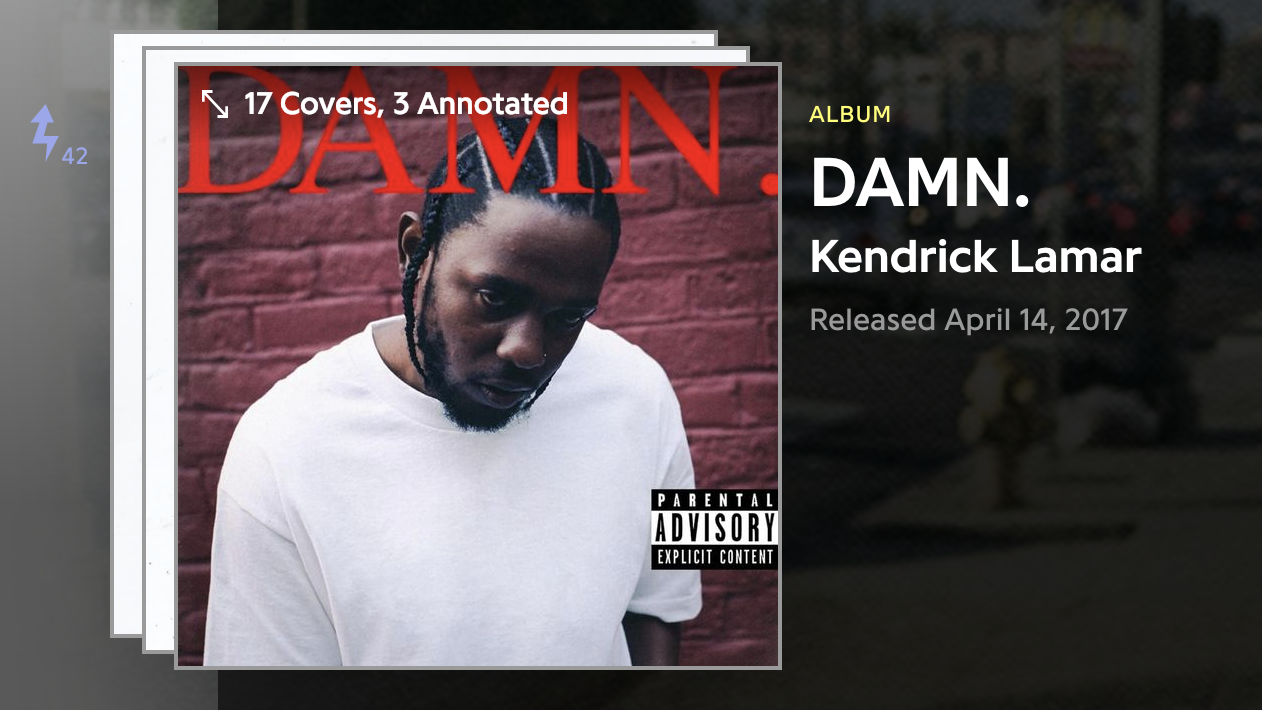 42
DAMN.
17 Covers, 3 Annotated
PARENTAL
ADVISORY
EXPLICIT CONTENT
ALBUM
DAMN.
Kendrick Lamar
Released April 14, 2017